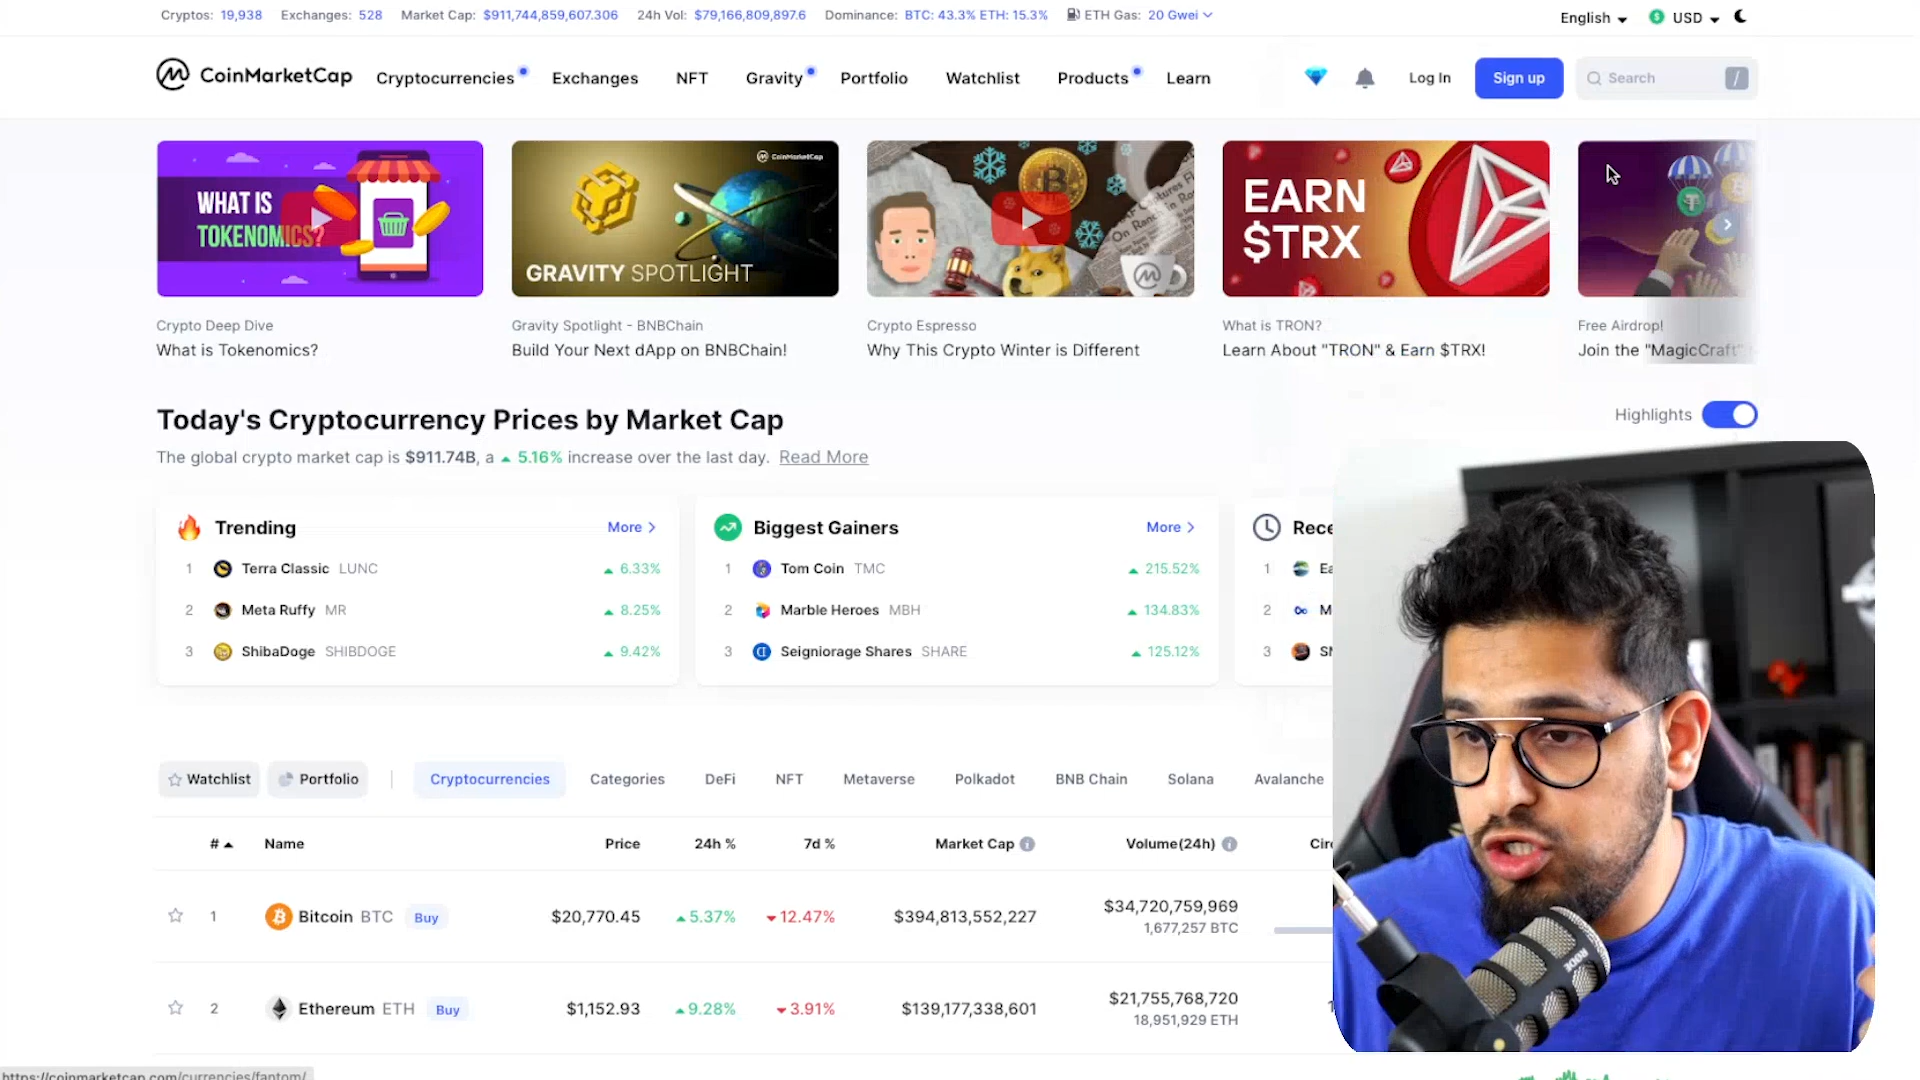 Cryptos: 19,938 Exchanges: 528 Market Cap: $911,744,859,607.306 24h Vol: $79,166,809,897.6 Dominance: BTC: 43.3% ETH: 15.3% ETH Gas: 20 Gwei English USD
CoinMarketCap Cryptocurrencies Exchanges NFT Gravity Portfolio Watchlist Products Learn Log In Sign up Search /
WHAT IS
TOKENOMICS?
CoinMarketCap
GRAVITY SPOTLIGHT
EARN
$TRX
Crypto Deep Dive
What is Tokenomics?
Gravity Spotlight - BNBChain
Build Your Next dApp on BNBChain!
Crypto Espresso
Why This Crypto Winter is Different
What is TRON?
Learn About "TRON" & Earn $TRX!
Free Airdrop!
Join the "MagicCraft"
Today's Cryptocurrency Prices by Market Cap
Highlights
The global crypto market cap is $911.74B, a 5.16% increase over the last day. Read More
Trending More
1 Terra Classic LUNC 6.33%
2 Meta Ruffy MR 8.25%
3 ShibaDoge SHIBDOGE 9.42%
Biggest Gainers More
1 Tom Coin TMC 215.52%
2 Marble Heroes MBH 134.83%
3 Seigniorage Shares SHARE 125.12%
Rece
1 Ea
2 M
3
Watchlist Portfolio Cryptocurrencies Categories DeFi NFT Metaverse Polkadot BNB Chain Solana Avalanche
# Name Price 24h % 7d % Market Cap Volume(24h) Circ
1 Bitcoin BTC Buy $20,770.45 5.37% 12.47% $394,813,552,227 $34,720,759,969
1,677,257 BTC
2 Ethereum ETH Buy $1,152.93 9.28% 3.91% $139,177,338,601 $21,755,768,720
18,951,929 ETH
RODE
https://coinmarketcap.com/currencies/fantom/